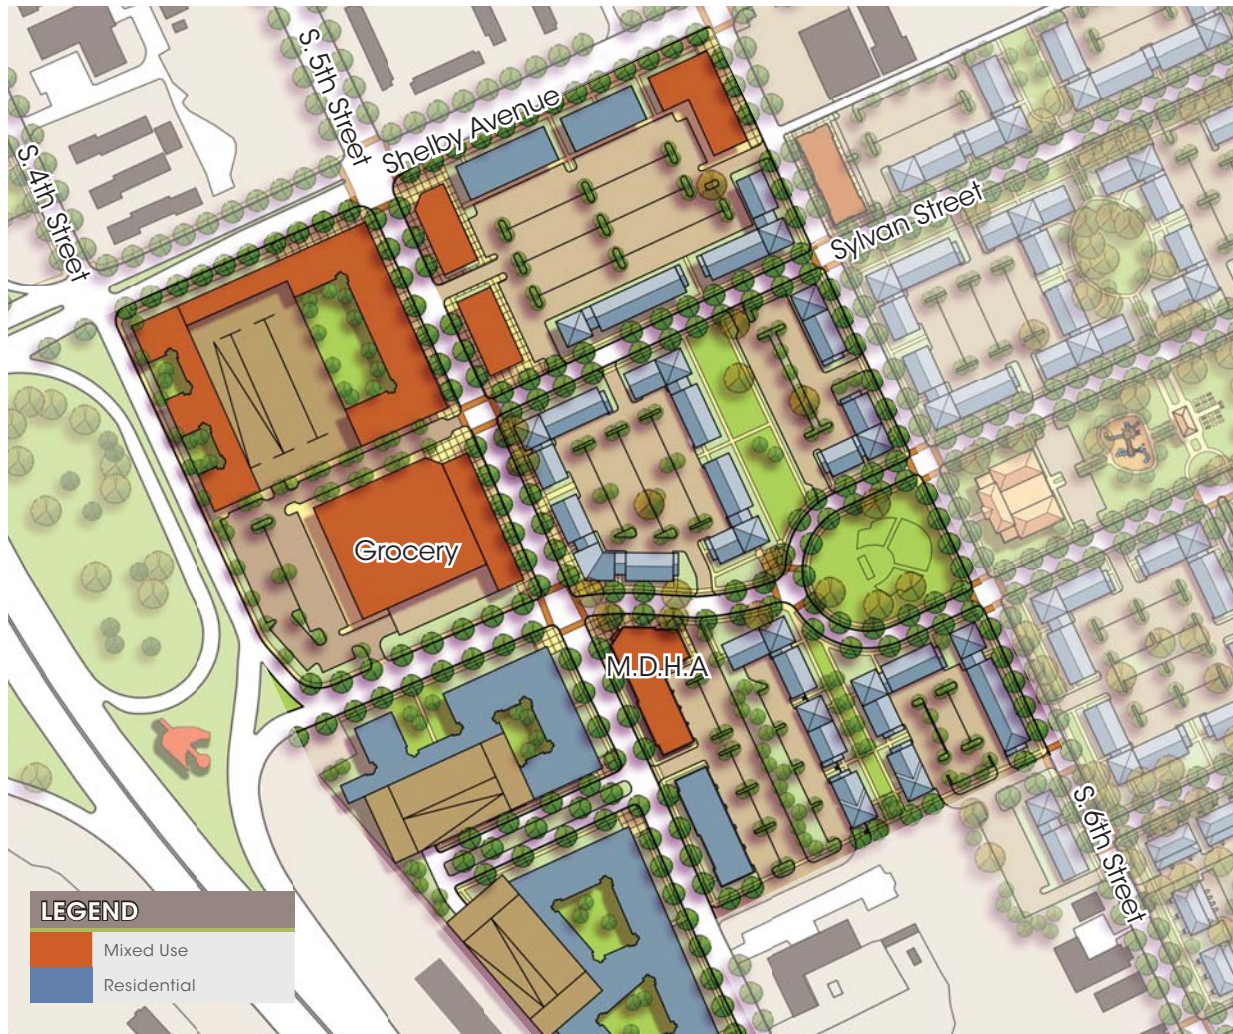 S. 5th Street
Shelby Avenue
S. 4th Street
Sylvan Street
Grocery
M.D.H.A
S. 6th Street
LEGEND
Mixed Use
Residential